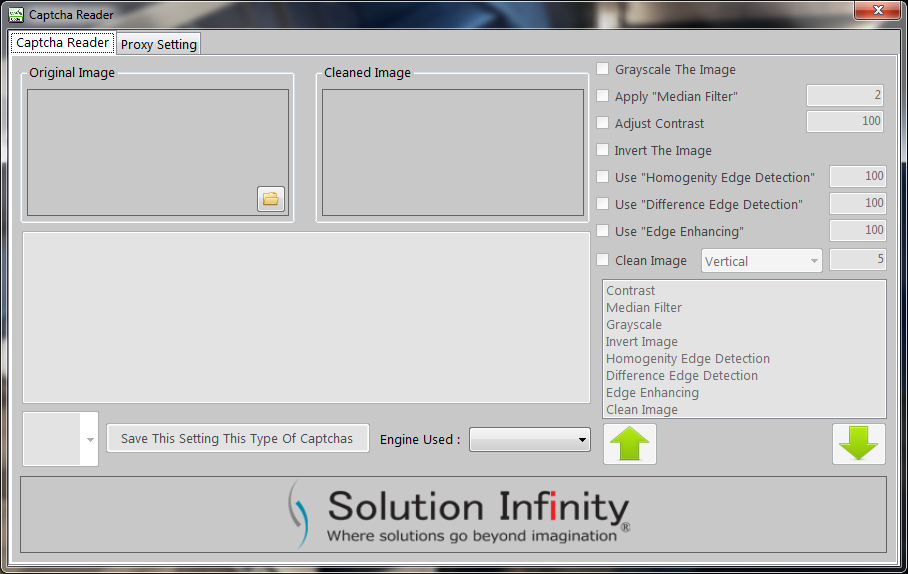 Captcha Reader
Captcha Reader Proxy Setting
Original Image
Cleaned Image
Grayscale The Image
Apply "Median Filter" 2
Adjust Contrast 100
Invert The Image
Use "Homogenity Edge Detection" 100
Use "Difference Edge Detection" 100
Use "Edge Enhancing" 100
Clean Image Vertical 5
Contrast
Median Filter
Grayscale
Invert Image
Homogenity Edge Detection
Difference Edge Detection
Edge Enhancing
Clean Image
Save This Setting This Type Of Captchas Engine Used :
Solution Infinity®
Where solutions go beyond imagination